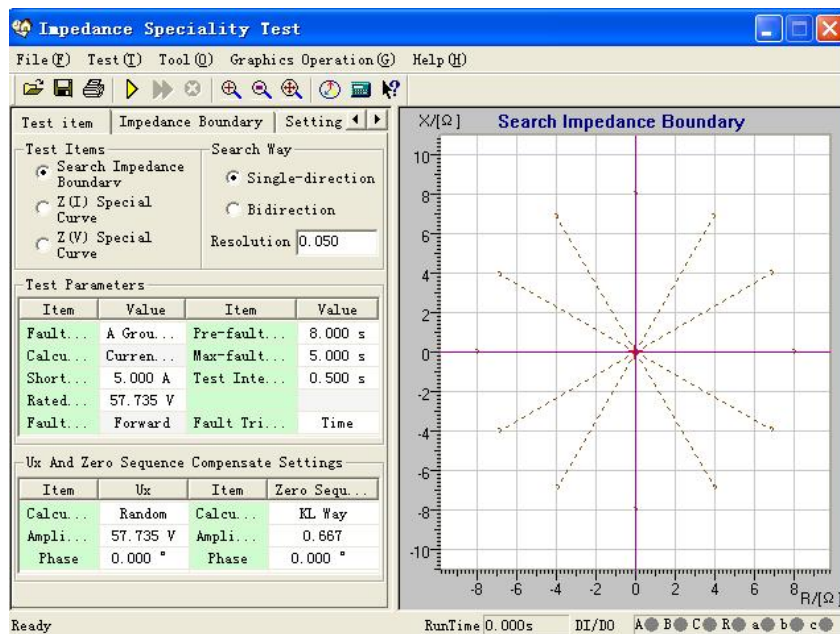 Impedance Speciality Test
File(F) Test(T) Tool(O) Graphics Operation(G) Help(H)
Test item Impedance Boundary Setting
Test Items
Search Impedance Boundary
Z(I) Special Curve
Z(V) Special Curve
Search Way
Single-direction
Bidirection
Resolution 0.050
Test Parameters
Item Value Item Value
Fault... A Grou... Pre-fault... 8.000 s
Calcu... Curren... Max-fault... 5.000 s
Short... 5.000 A Test Inte... 0.500 s
Rated... 57.735 V
Fault... Forward Fault Tri... Time
Ux And Zero Sequence Compensate Settings
Item Ux Item Zero Sequ...
Calcu... Random Calcu... KL Way
Ampli... 57.735 V Ampli... 0.667
Phase 0.000 ° Phase 0.000 °
X/[Ω] Search Impedance Boundary
10
8
6
4
2
0
-2
-4
-6
-8
-10
-8 -6 -4 -2 0 2 4 6 8 R/[Ω]
Ready RunTime 0.000s DI/DO A B C R a b c